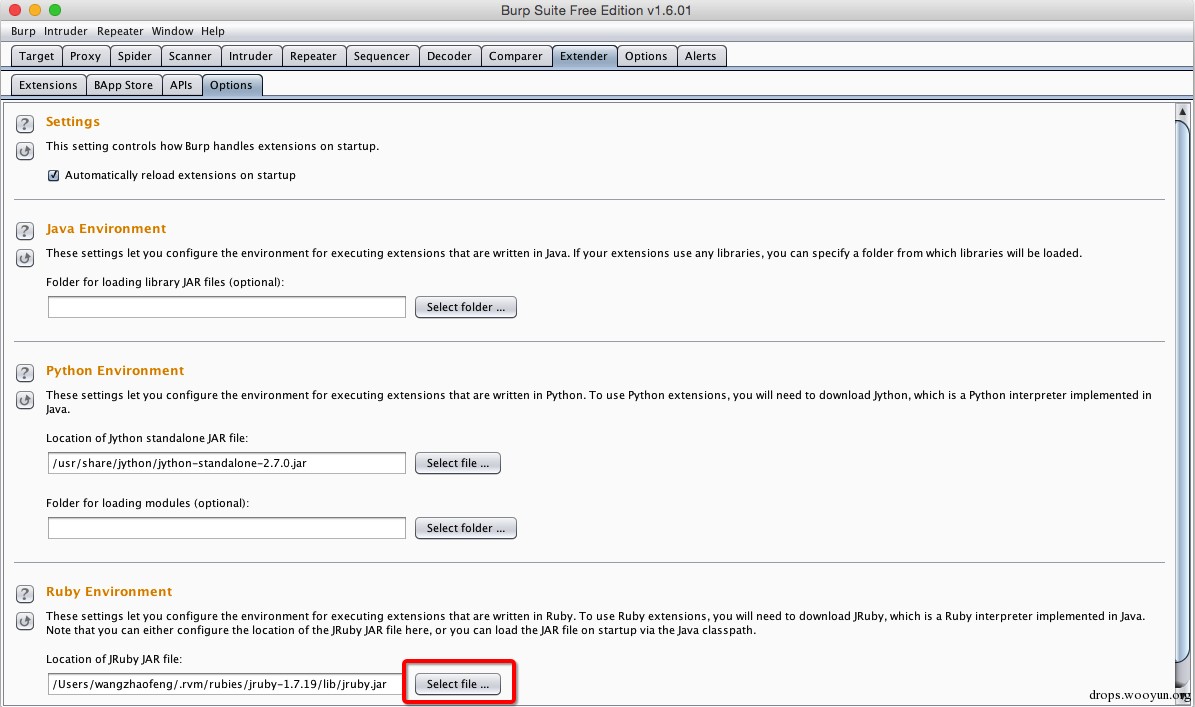 Burp Suite Free Edition v1.6.01
Burp Intruder Repeater Window Help
Target Proxy Spider Scanner Intruder Repeater Sequencer Decoder Comparer Extender Options Alerts
Extensions BApp Store APIs Options
? Settings
This setting controls how Burp handles extensions on startup.
Automatically reload extensions on startup
? Java Environment
These settings let you configure the environment for executing extensions that are written in Java. If your extensions use any libraries, you can specify a folder from which libraries will be loaded.
Folder for loading library JAR files (optional):
Select folder ...
? Python Environment
These settings let you configure the environment for executing extensions that are written in Python. To use Python extensions, you will need to download Jython, which is a Python interpreter implemented in
Java.
Location of Jython standalone JAR file:
/usr/share/jython/jython-standalone-2.7.0.jar Select file ...
Folder for loading modules (optional):
Select folder ...
? Ruby Environment
These settings let you configure the environment for executing extensions that are written in Ruby. To use Ruby extensions, you will need to download JRuby, which is a Ruby interpreter implemented in Java.
Note that you can either configure the location of the JRuby JAR file here, or you can load the JAR file on startup via the Java classpath.
Location of JRuby JAR file:
/Users/wangzhaofeng/.rvm/rubies/jruby-1.7.19/lib/jruby.jar Select file ...
drops.wooyun.org